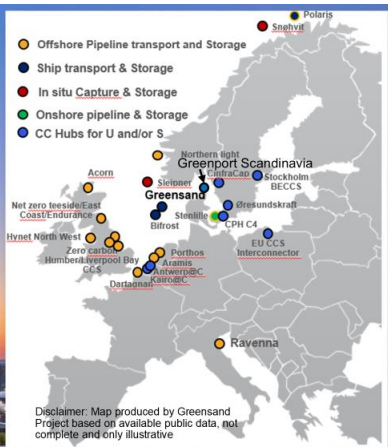 Polaris
Snøhvit
Offshore Pipeline transport and Storage
Ship transport & Storage
In situ Capture & Storage
Onshore pipeline & Storage
CC Hubs for U and/or S
Northern light
Greenport Scandinavia
Acorn
Sleipner
CinfraCap
Stockholm
BECCS
Greensand
Net zero teeside/East
Coast/Endurance
Øresundskraft
Bifrost
Stenlille
CPH C4
Hynet North West
EU CCS
Interconnector
Zero carbon
Humber/Liverpool Bay
CCS
Porthos
Aramis
Antwerp@C
Kairo@C
Dartagnan
Ravenna
Disclaimer: Map produced by Greensand
Project based on available public data, not
complete and only illustrative